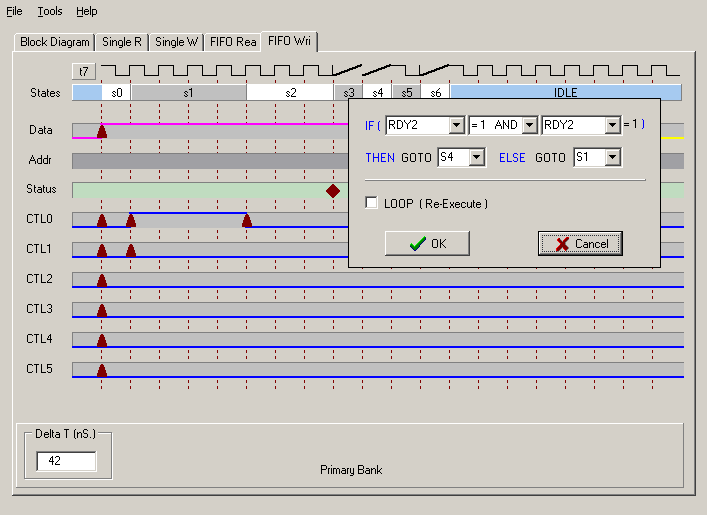 File Tools Help
Block Diagram Single R Single W FIFO Rea FIFO Wri
t7
States s0 s1 s2 s3 s4 s5 s6 IDLE
Data
IF ( RDY2 = 1 AND RDY2 = 1 )
Addr
THEN GOTO S4 ELSE GOTO S1
Status
LOOP ( Re-Execute )
CTL0
OK Cancel
CTL1
CTL2
CTL3
CTL4
CTL5
Delta T (nS.)
42
Primary Bank